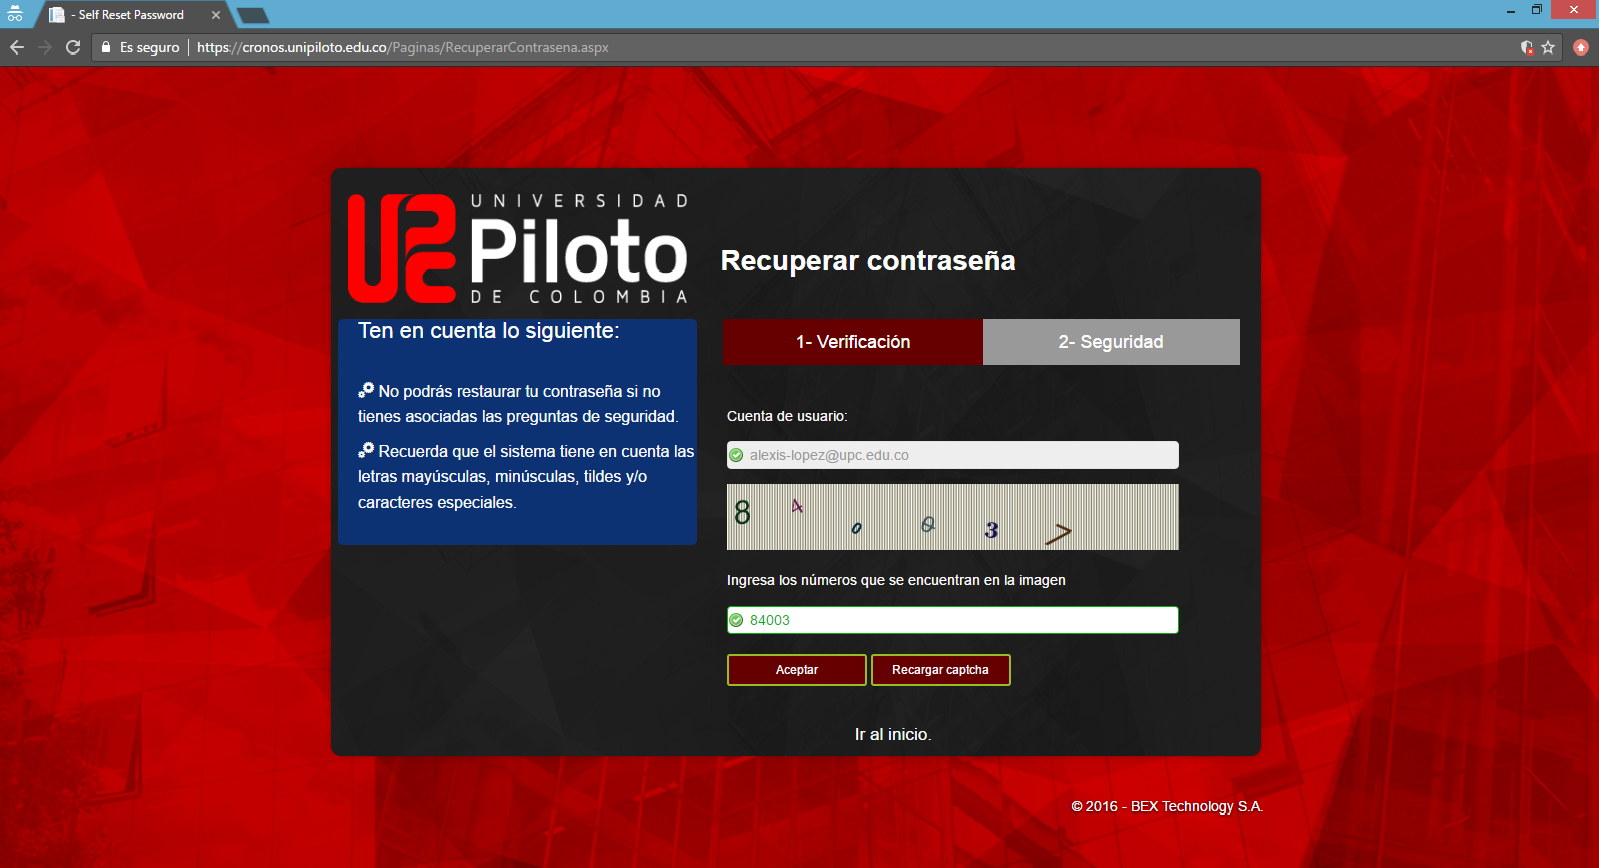 - Self Reset Password
Es seguro
https://cronos.unipiloto.edu.co/Paginas/RecuperarContrasena.aspx
UNIVERSIDAD
Piloto
DE COLOMBIA
Recuperar contraseña
Ten en cuenta lo siguiente:
No podrás restaurar tu contraseña si no
tienes asociadas las preguntas de seguridad.
Recuerda que el sistema tiene en cuenta las
letras mayúsculas, minúsculas, tildes y/o
caracteres especiales.
1- Verificación
2- Seguridad
Cuenta de usuario:
alexis-lopez@upc.edu.co
8 4 0 0 3 >
Ingresa los números que se encuentran en la imagen
84003
Aceptar
Recargar captcha
Ir al inicio.
© 2016 - BEX Technology S.A.